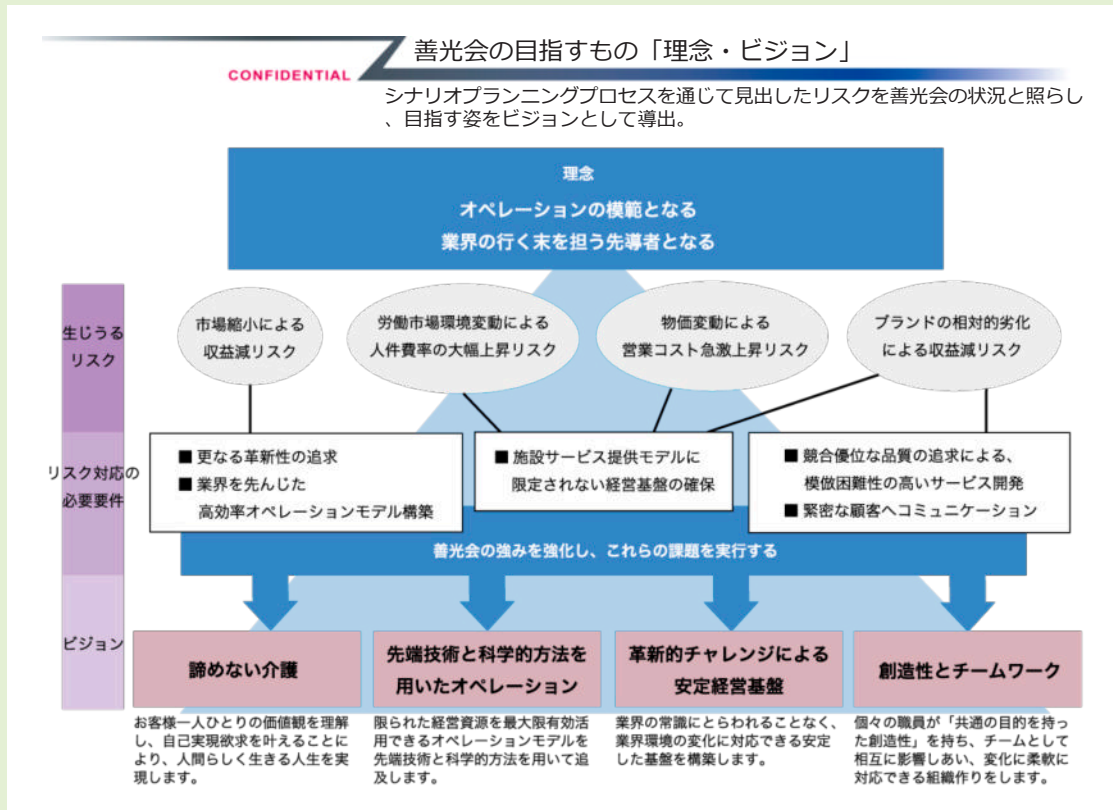 善光会の目指すもの「理念・ビジョン」
CONFIDENTIAL
シナリオプランニングプロセスを通じて見出したリスクを善光会の状況と照らし
、目指す姿をビジョンとして導出。
理念
オペレーションの模範となる
業界の行く末を担う先導者となる
生じうる
リスク
市場縮小による
収益減リスク
労働市場環境変動による
人件費率の大幅上昇リスク
物価変動による
営業コスト急激上昇リスク
ブランドの相対的劣化
による収益減リスク
リスク対応の
必要要件
■ 更なる革新性の追求
■ 業界を先んじた
高効率オペレーションモデル構築
■ 施設サービス提供モデルに
限定されない経営基盤の確保
■ 競合優位な品質の追求による、
模倣困難性の高いサービス開発
■ 緊密な顧客へコミュニケーション
善光会の強みを強化し、これらの課題を実行する
ビジョン
諦めない介護
お客様一人ひとりの価値観を理解
し、自己実現欲求を叶えることに
より、人間らしく生きる人生を実
現します。
先端技術と科学的方法を
用いたオペレーション
限られた経営資源を最大限有効活
用できるオペレーションモデルを
先端技術と科学的方法を用いて追
及します。
革新的チャレンジによる
安定経営基盤
業界の常識にとらわれることなく、
業界環境の変化に対応できる安定
した基盤を構築します。
創造性とチームワーク
個々の職員が「共通の目的を持っ
た創造性」を持ち、チームとして
相互に影響しあい、変化に柔軟に
対応できる組織作りをします。